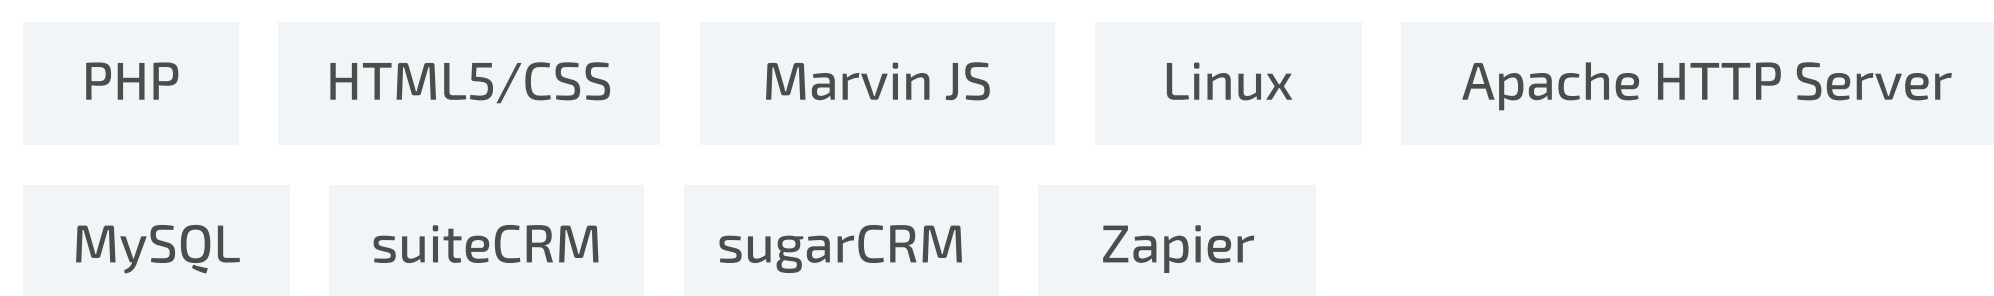 PHP HTML5/CSS Marvin JS Linux Apache HTTP Server
MySQL suiteCRM sugarCRM Zapier